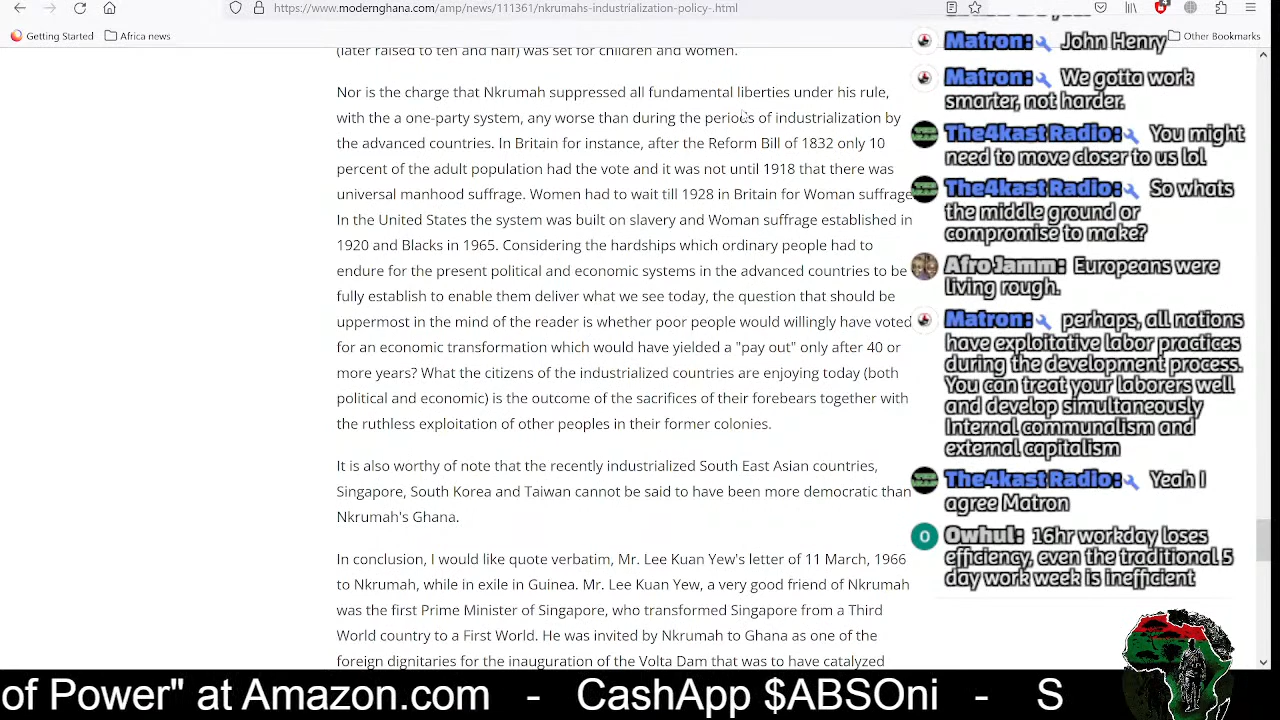 https://www.modernghana.com/amp/news/111361/nkrumahs-industrialization-policy-.html
Getting Started
Africa news
Other Bookmarks
(later raised to ten and half) was set for children and women.
Nor is the charge that Nkrumah suppressed all fundamental liberties under his rule,
with the a one-party system, any worse than during the periods of industrialization by
the advanced countries. In Britain for instance, after the Reform Bill of 1832 only 10
percent of the adult population had the vote and it was not until 1918 that there was
universal manhood suffrage. Women had to wait till 1928 in Britain for Woman suffrage
In the United States the system was built on slavery and Woman suffrage established in
1920 and Blacks in 1965. Considering the hardships which ordinary people had to
endure for the present political and economic systems in the advanced countries to be
fully establish to enable them deliver what we see today, the question that should be
uppermost in the mind of the reader is whether poor people would willingly have voted
for an economic transformation which would have yielded a "pay out" only after 40 or
more years? What the citizens of the industrialized countries are enjoying today (both
political and economic) is the outcome of the sacrifices of their forebears together with
the ruthless exploitation of other peoples in their former colonies.
It is also worthy of note that the recently industrialized South East Asian countries,
Singapore, South Korea and Taiwan cannot be said to have been more democratic than
Nkrumah's Ghana.
In conclusion, I would like quote verbatim, Mr. Lee Kuan Yew's letter of 11 March, 1966
to Nkrumah, while in exile in Guinea. Mr. Lee Kuan Yew, a very good friend of Nkrumah
was the first Prime Minister of Singapore, who transformed Singapore from a Third
World country to a First World. He was invited by Nkrumah to Ghana as one of the
foreign dignitaries for the inauguration of the Volta Dam that was to have catalyzed
Matron: John Henry
Matron: We gotta work
smarter, not harder.
The4kast Radio: You might
need to move closer to us lol
The4kast Radio: So whats
the middle ground or
compromise to make?
AfroJamm: Europeans were
living rough.
Matron: perhaps, all nations
have exploitative labor practices
during the development process.
You can treat your laborers well
and develop simultaneously
Internal communalism and
external capitalism
The4kast Radio: Yeah I
agree Matron
O
Owhul: 16hr workday loses
efficiency, even the traditional 5
day work week is inefficient
of Power" at Amazon.com - CashApp $ABSOni - S